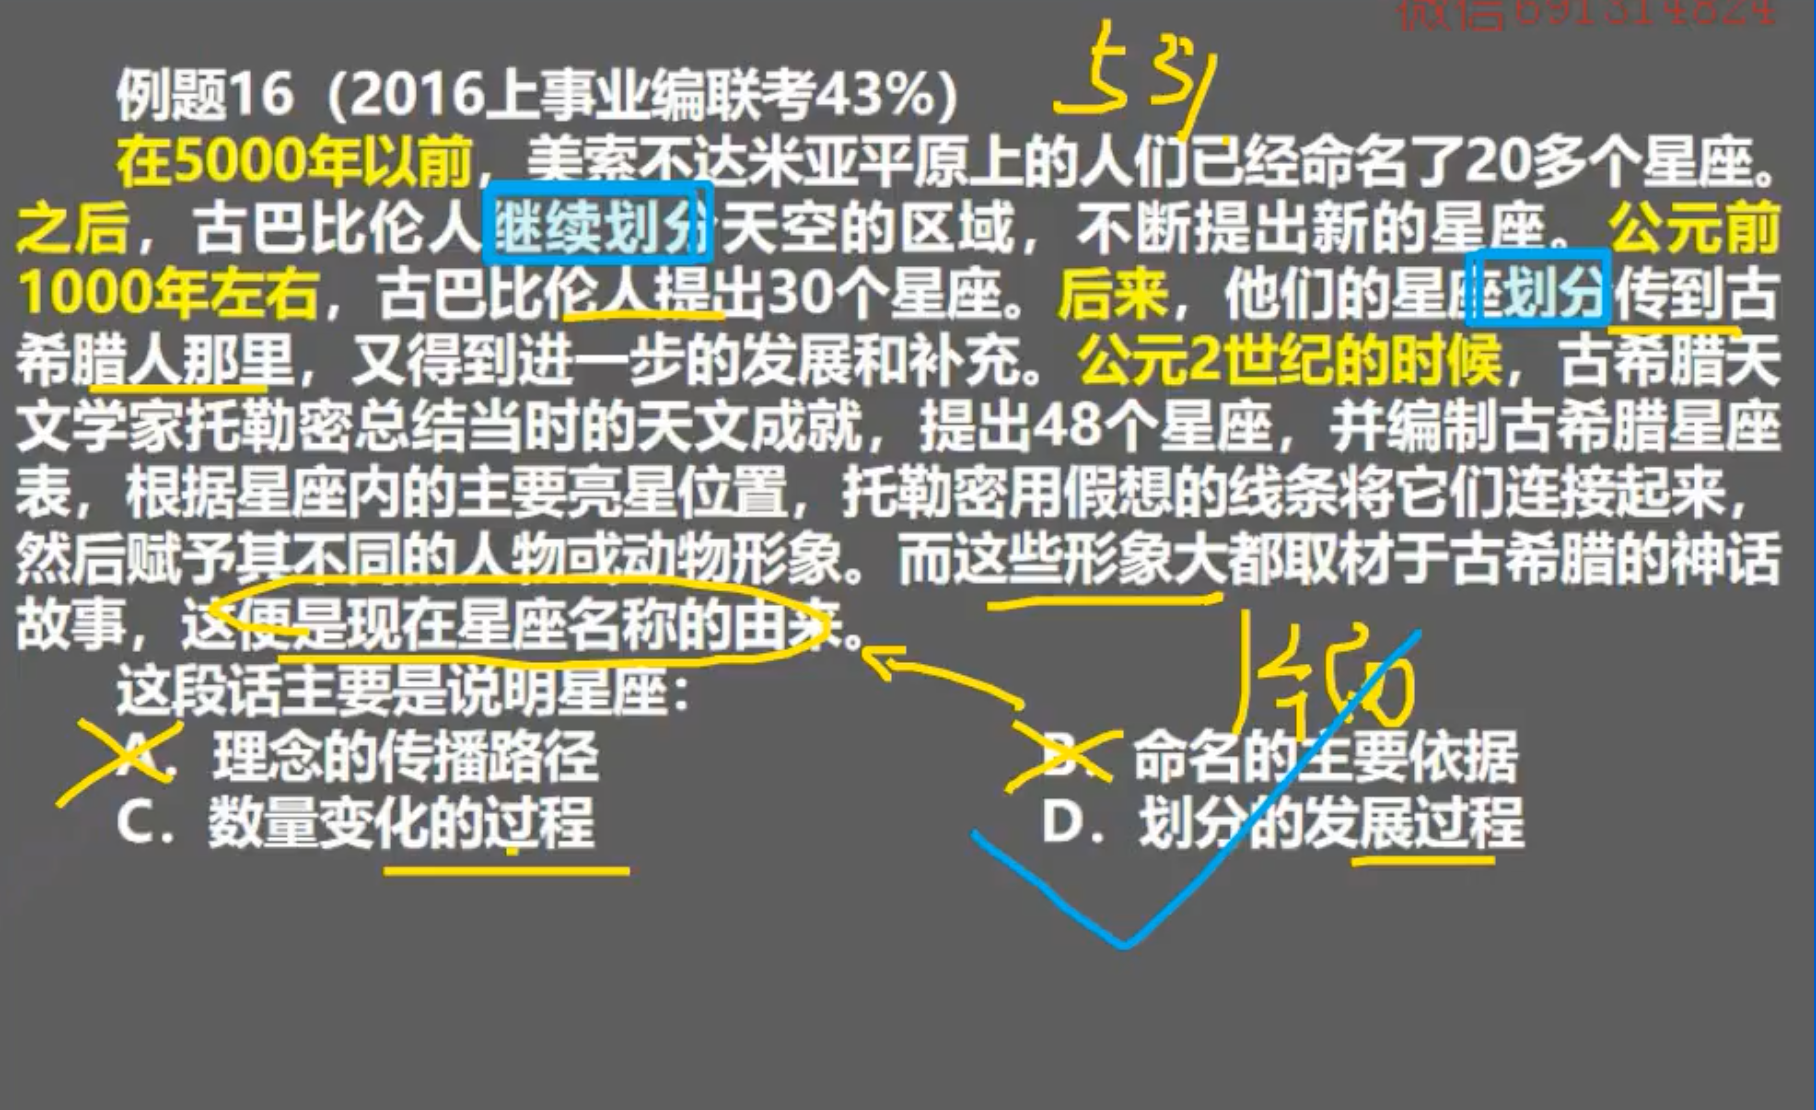 微信691314824
例题16（2016上事业编联考43%）
在5000年以前，美索不达米亚平原上的人们已经命名了20多个星座。
之后，古巴比伦人继续划分天空的区域，不断提出新的星座。公元前
1000年左右，古巴比伦人提出30个星座。后来，他们的星座划分传到古
希腊人那里，又得到进一步的发展和补充。公元2世纪的时候，古希腊天
文学家托勒密总结当时的天文成就，提出48个星座，并编制古希腊星座
表，根据星座内的主要亮星位置，托勒密用假想的线条将它们连接起来，
然后赋予其不同的人物或动物形象。而这些形象大都取材于古希腊的神话
故事，这便是现在星座名称的由来。
这段话主要是说明星座：
A．理念的传播路径
B．命名的主要依据
C．数量变化的过程
D．划分的发展过程